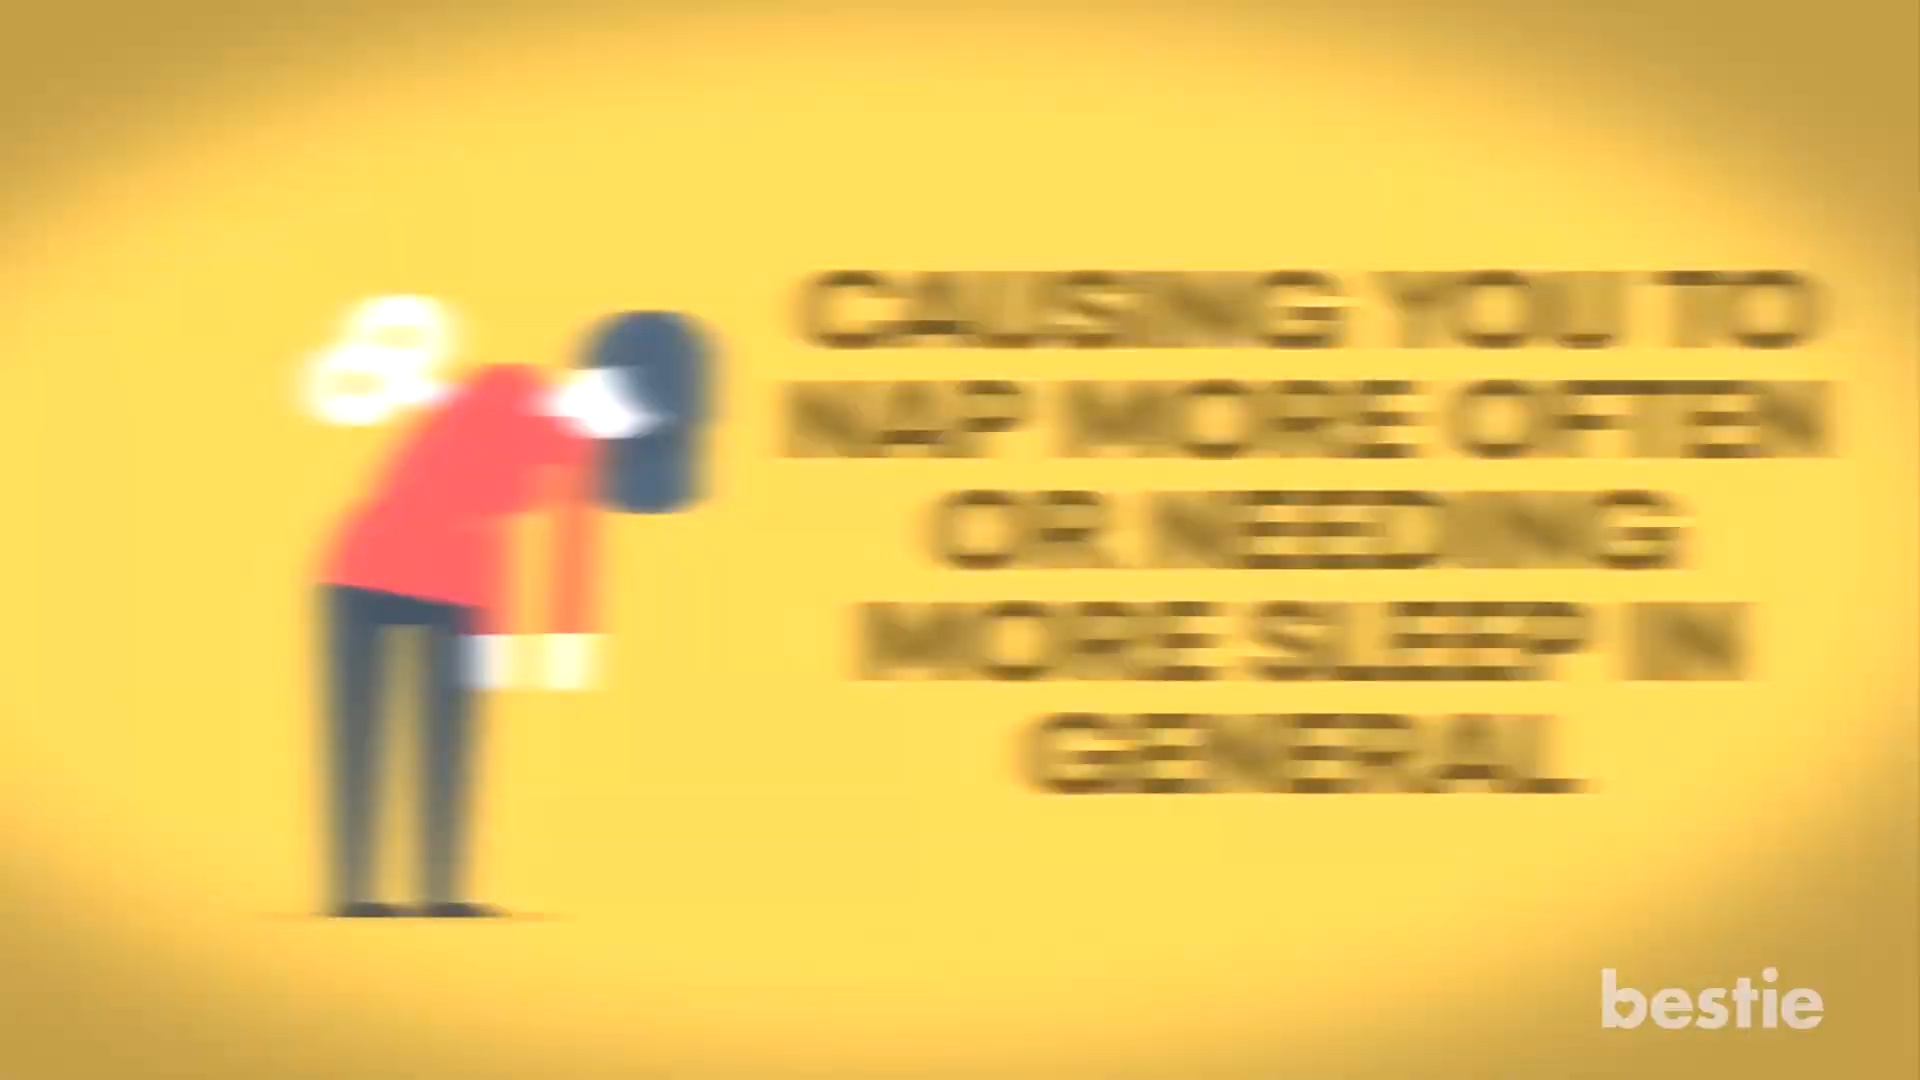 CAUSING YOU TO
NAP MORE OFTEN
OR NEEDING
MORE SLEEP IN
GENERAL
bestie